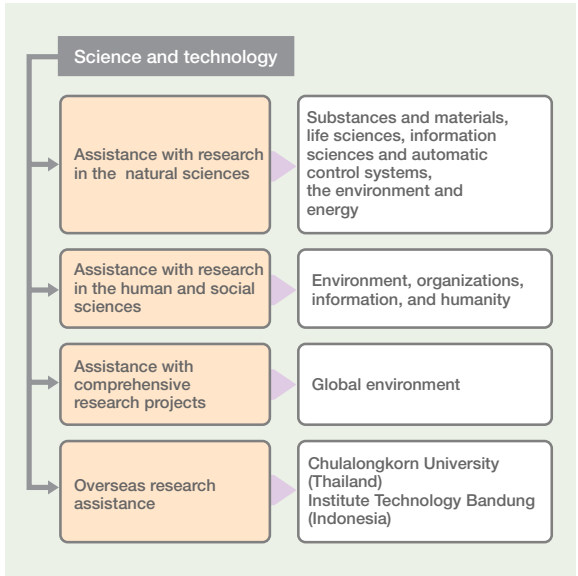 Science and technology
Assistance with research
in the natural sciences
Substances and materials,
life sciences, information
sciences and automatic
control systems,
the environment and
energy
Assistance with research
in the human and social
sciences
Environment, organizations,
information, and humanity
Assistance with
comprehensive
research projects
Global environment
Overseas research
assistance
Chulalongkorn University
(Thailand)
Institute Technology Bandung
(Indonesia)